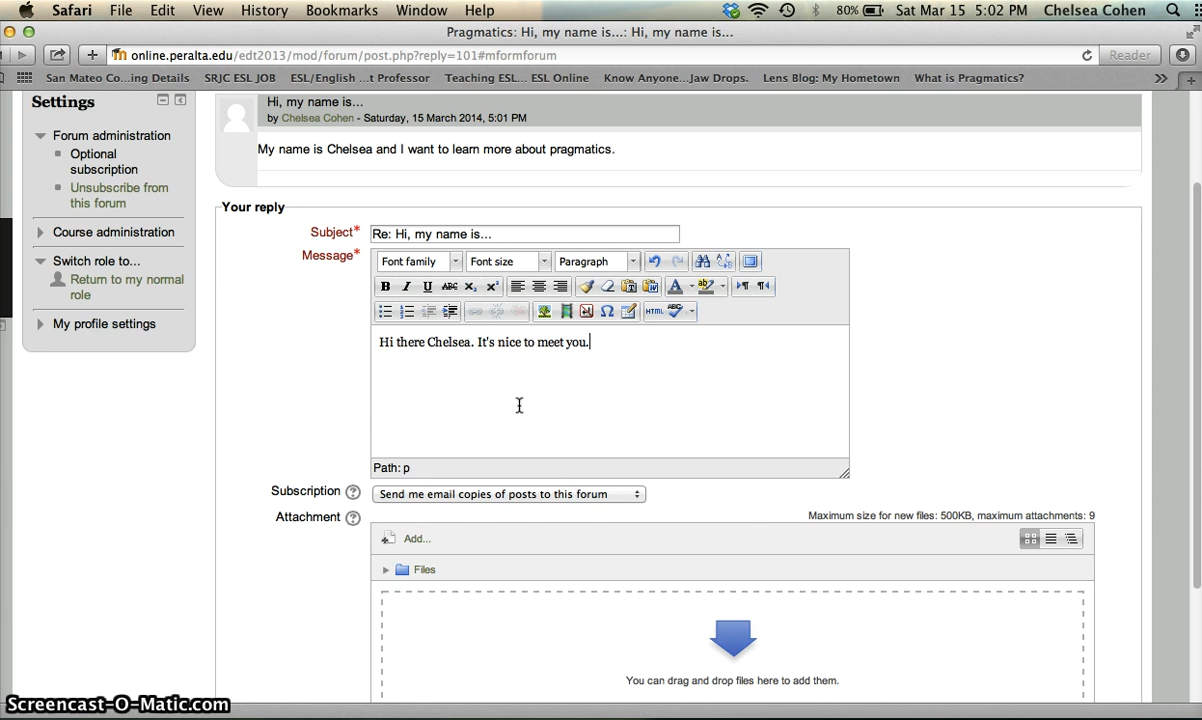 Safari File Edit View History Bookmarks Window Help 80% Sat Mar 15 5:02 PM Chelsea Cohen
Pragmatics: Hi, my name is...: Hi, my name is...
online.peralta.edu/edt2013/mod/forum/post.php?reply=101#mformforum Reader
San Mateo Co...ing Details SRJC ESL JOB ESL/English ...t Professor Teaching ESL... ESL Online Know Anyone...Jaw Drops. Lens Blog: My Hometown What is Pragmatics?
Settings
Forum administration
Optional
subscription
Unsubscribe from
this forum
Course administration
Switch role to...
Return to my normal
role
My profile settings
Hi, my name is...
by Chelsea Cohen - Saturday, 15 March 2014, 5:01 PM
My name is Chelsea and I want to learn more about pragmatics.
Your reply
Subject* Re: Hi, my name is...
Message* Font family Font size Paragraph
B I U ABC X₂ X² A ab
Ω HTML ABC
Hi there Chelsea. It's nice to meet you.
Path: p
Subscription ? Send me email copies of posts to this forum
Attachment ? Maximum size for new files: 500KB, maximum attachments: 9
Add...
Files
You can drag and drop files here to add them.
Screencast-O-Matic.com